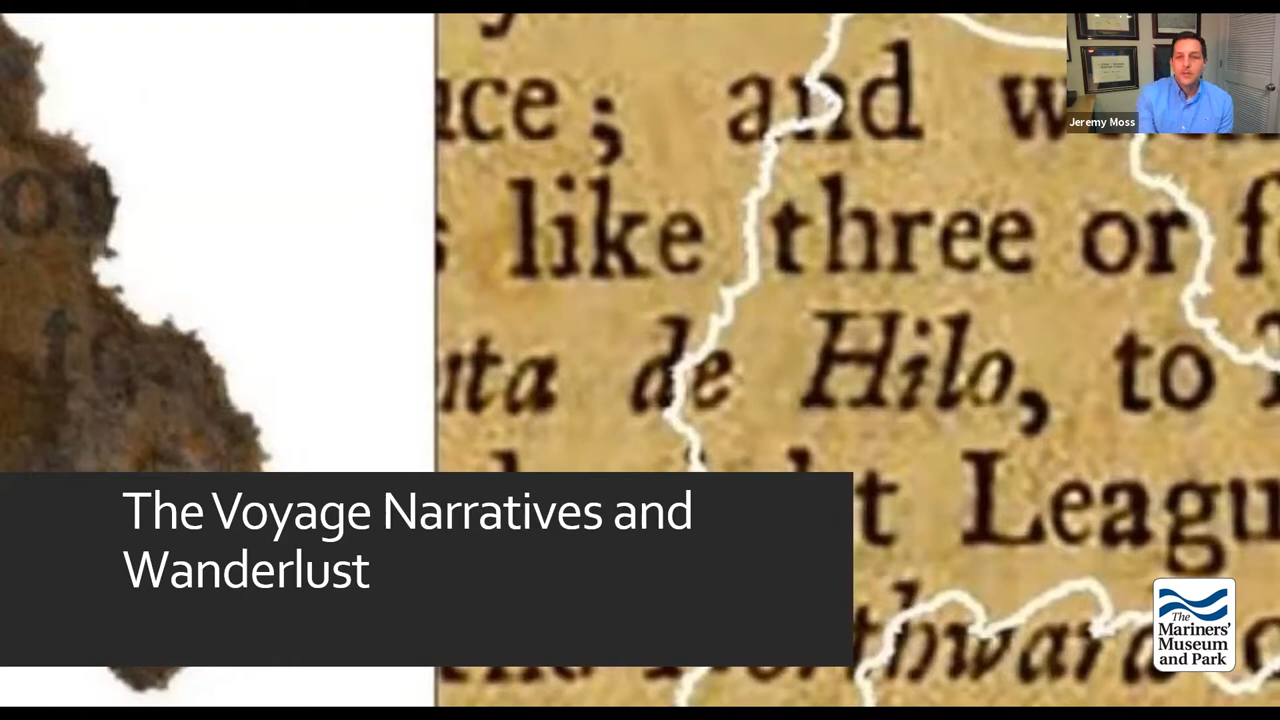 ace; and w
Jeremy Moss
like three or f
uta de Hilo, to
t Leagu
thward
The Voyage Narratives and
Wanderlust
The
Mariners'
Museum
and Park